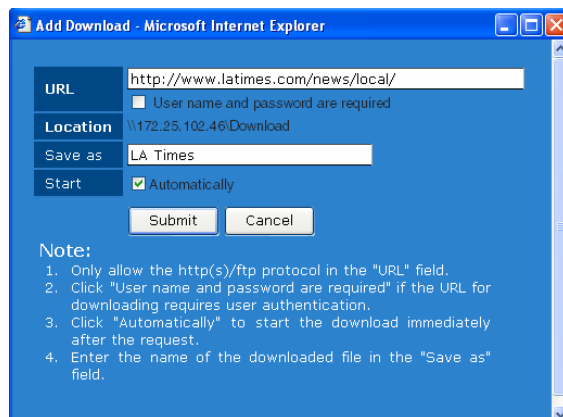 Add Download - Microsoft Internet Explorer
URL http://www.latimes.com/news/local/
User name and password are required
Location \\172.25.102.46\Download
Save as LA Times
Start Automatically
Submit Cancel
Note:
1. Only allow the http(s)/ftp protocol in the "URL" field.
2. Click "User name and password are required" if the URL for
downloading requires user authentication.
3. Click "Automatically" to start the download immediately
after the request.
4. Enter the name of the downloaded file in the "Save as"
field.